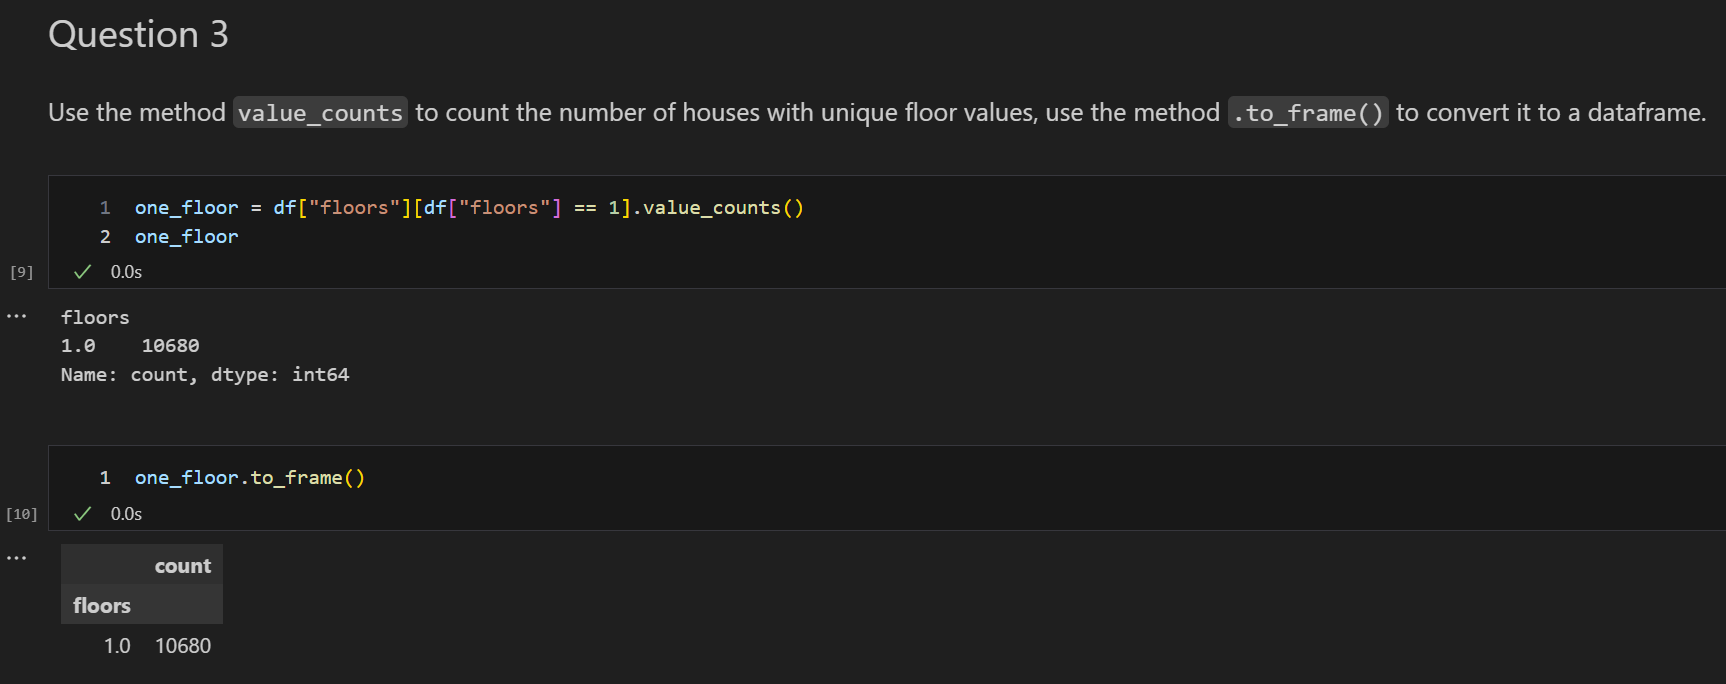 Question 3
Use the method value_counts to count the number of houses with unique floor values, use the method .to_frame() to convert it to a dataframe.
1 one_floor = df["floors"][df["floors"] == 1].value_counts()
2 one_floor
[9] ✓ 0.0s
... floors
1.0    10680
Name: count, dtype: int64
1 one_floor.to_frame()
[10] ✓ 0.0s
... count
floors
1.0 10680